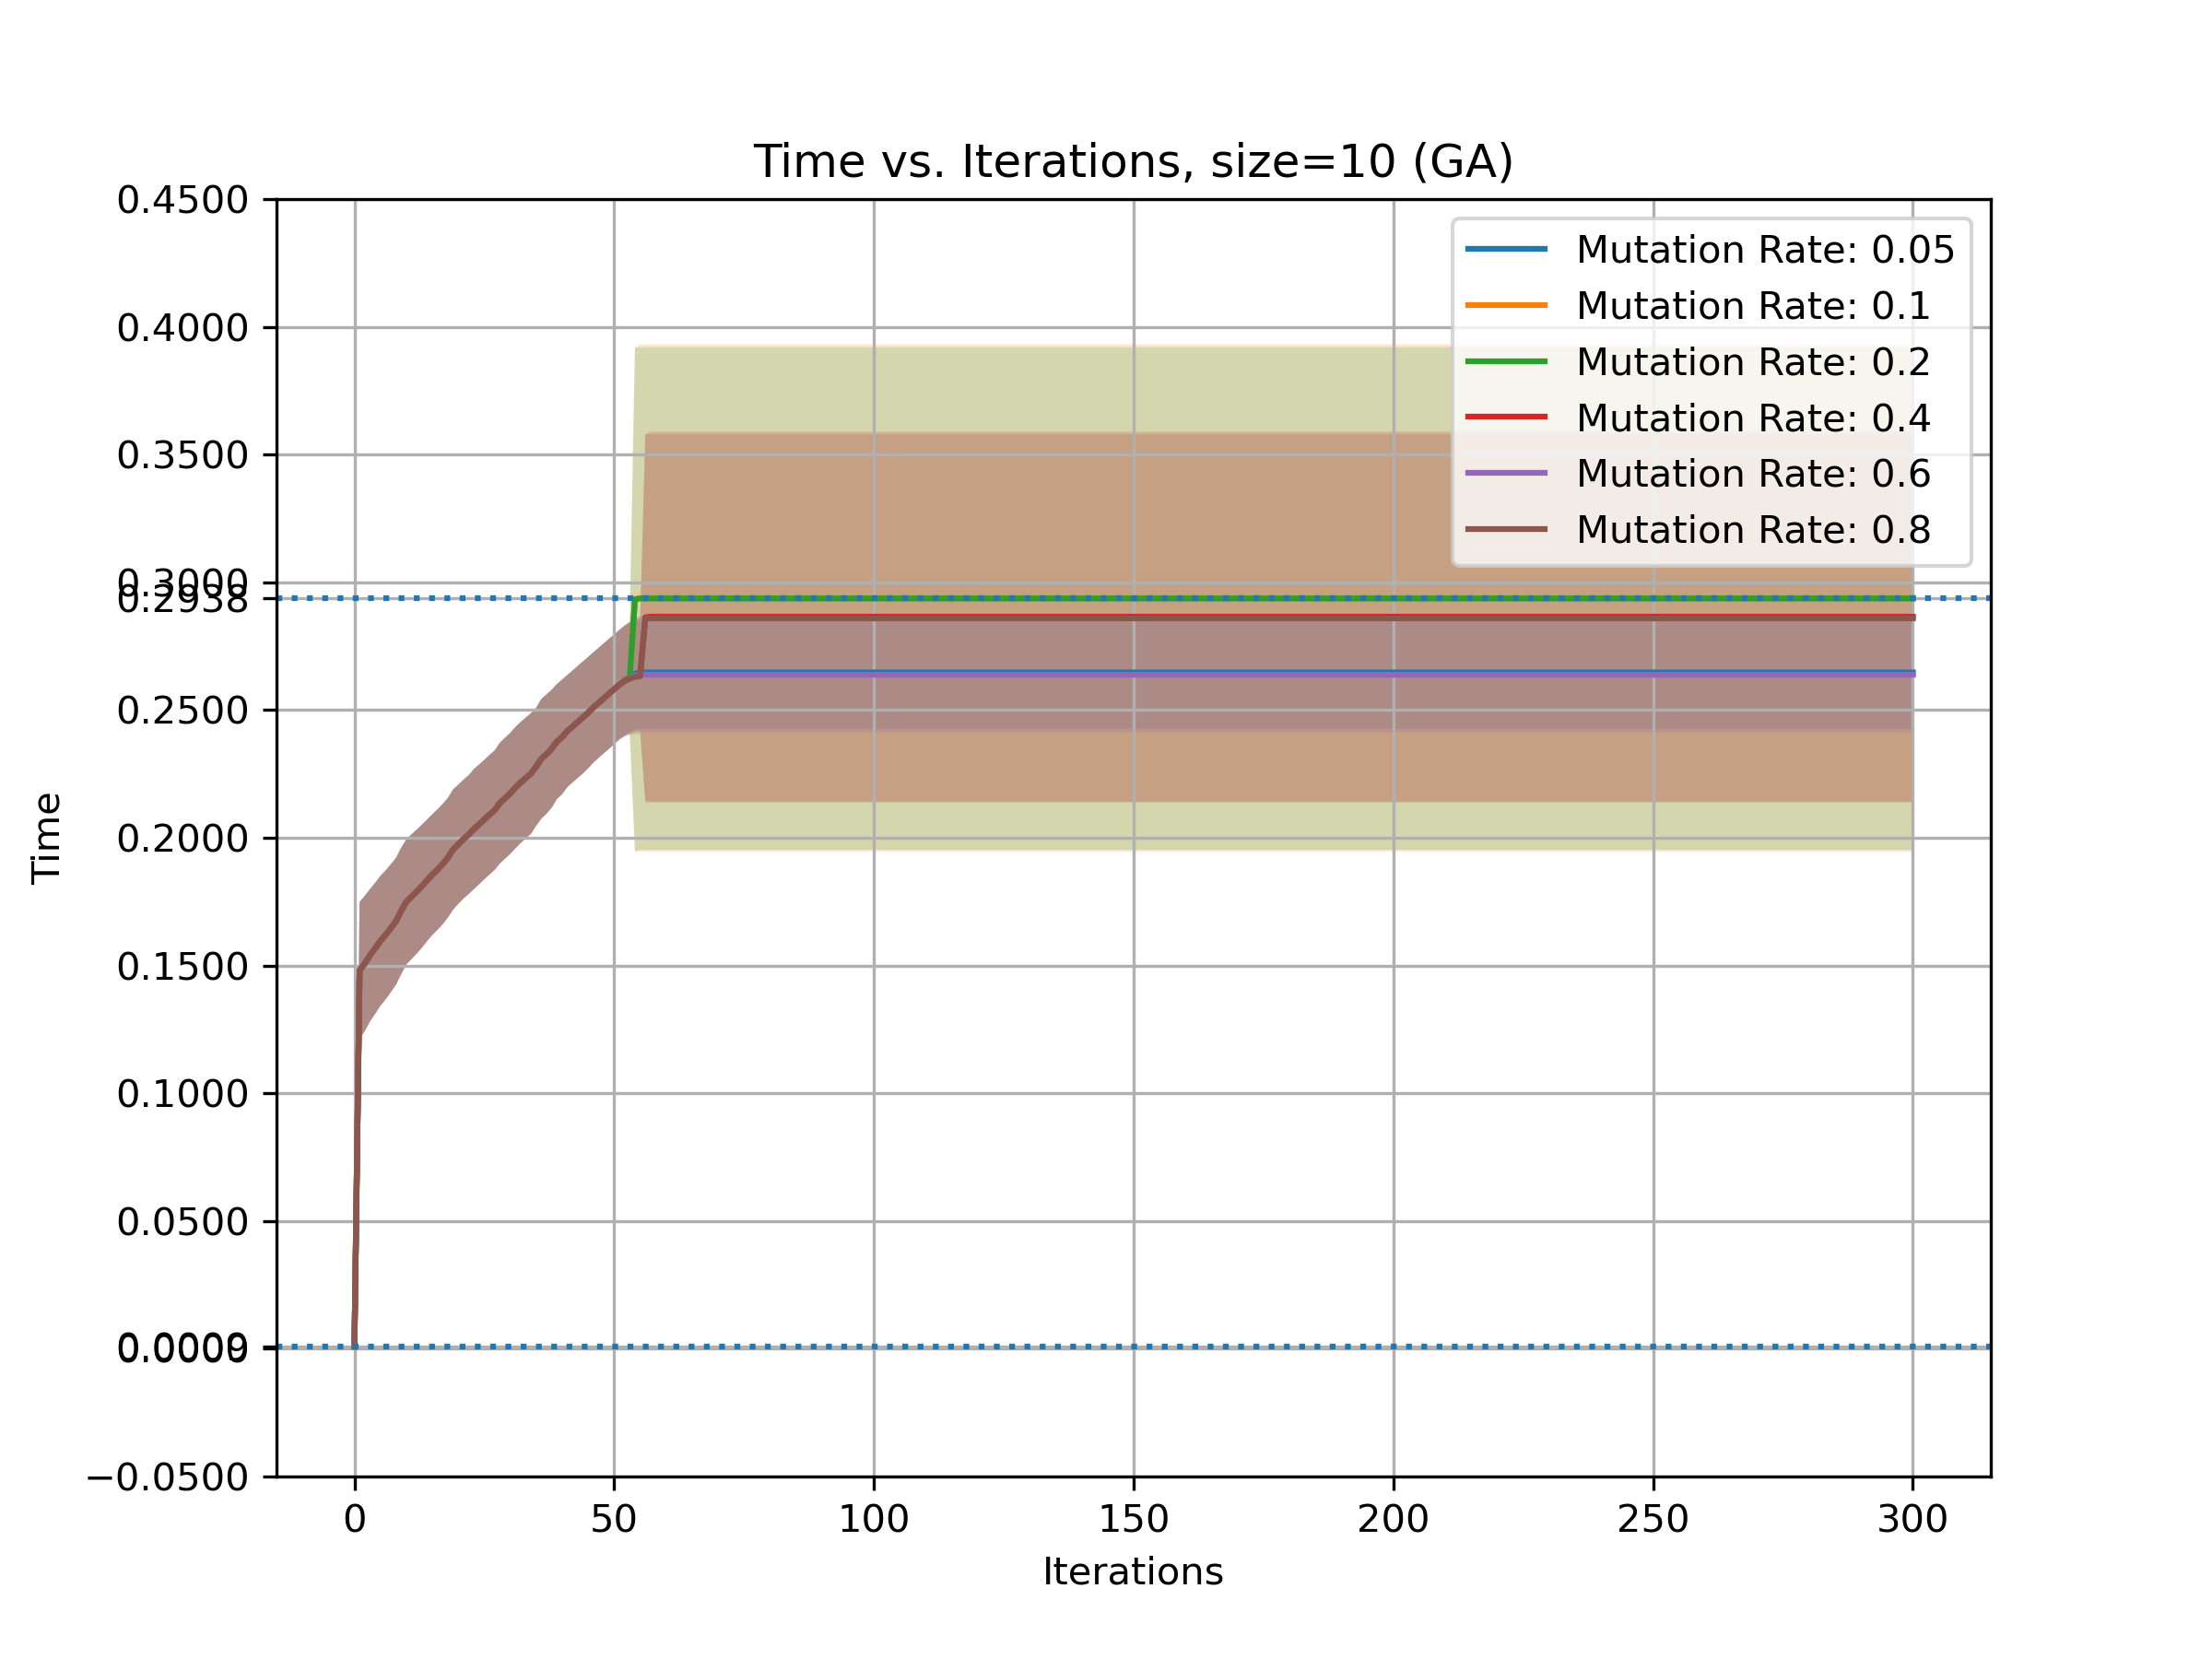 Time vs. Iterations, size=10 (GA)
0.4500
0.4000
0.3500
0.3000
0.2938
0.2500
0.2000
0.1500
0.1000
0.0500
0.0009
0.0000
−0.0500
Time
Mutation Rate: 0.05
Mutation Rate: 0.1
Mutation Rate: 0.2
Mutation Rate: 0.4
Mutation Rate: 0.6
Mutation Rate: 0.8
0 50 100 150 200 250 300
Iterations